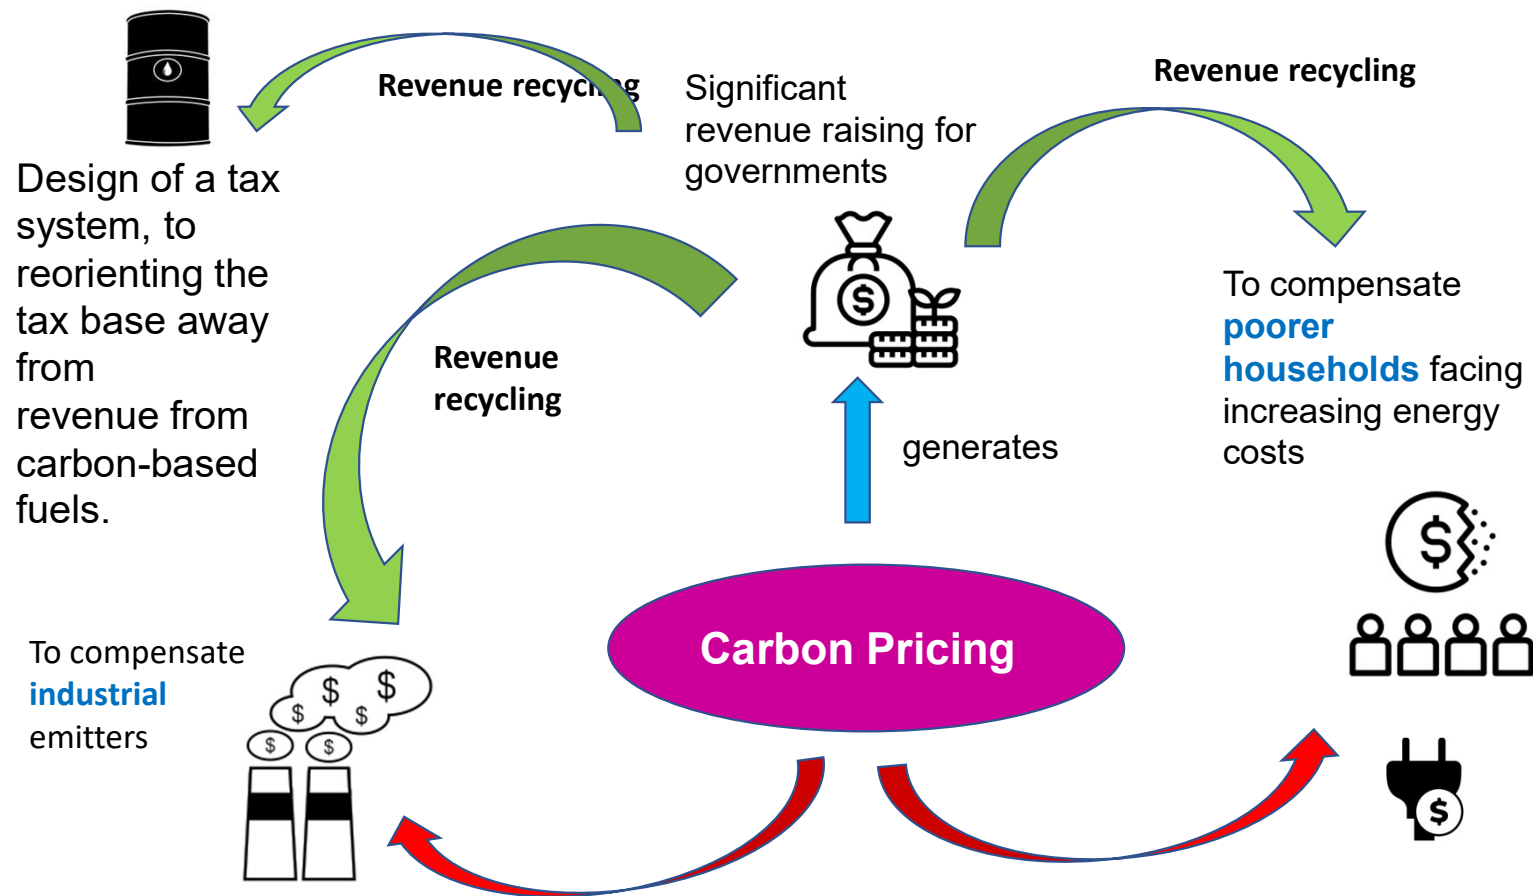 Revenue recycling
Design of a tax
system, to
reorienting the
tax base away
from
revenue from
carbon-based
fuels.
Significant
revenue raising for
governments
$
Revenue recycling
To compensate
poorer
households facing
increasing energy
costs
$
Revenue
recycling
generates
Carbon Pricing
To compensate
industrial
emitters
$ $
$ $
$ $
$